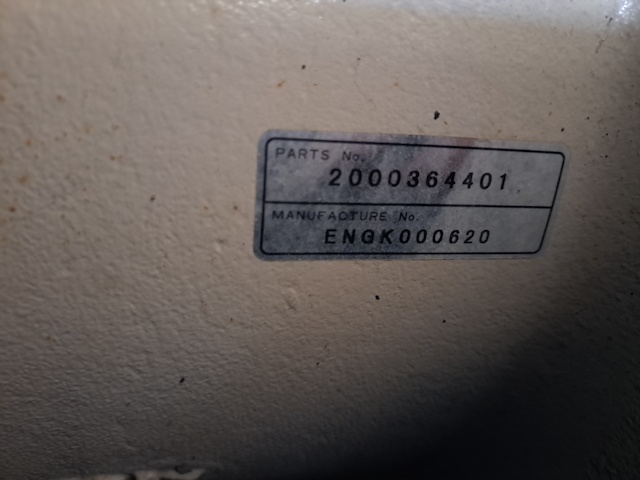 PARTS No.
2000364401
MANUFACTURE No.
ENGK000620